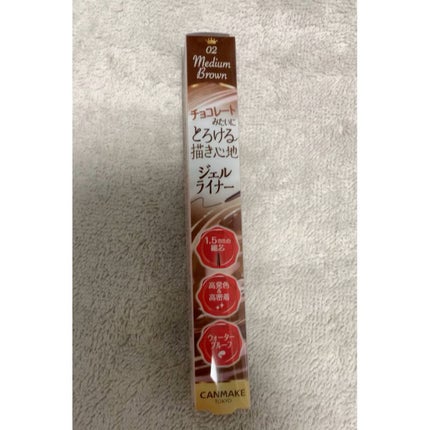 02
Medium
Brown
チョコレート
みたいに
とろける
描き心地
ジェル
ライナー
1.5mmの
細芯
高発色
&
高密着
ウォーター
プルーフ
CANMAKE
TOKYO